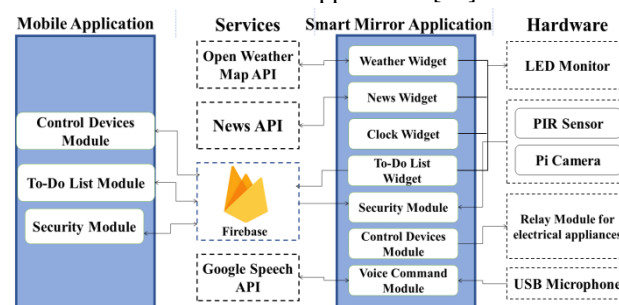 Mobile Application
Services
Smart Mirror Application
Hardware
Open Weather
Map API
News API
Firebase
Google Speech
API
Control Devices
Module
To-Do List Module
Security Module
Weather Widget
News Widget
Clock Widget
To-Do List
Widget
Security Module
Control Devices
Module
Voice Command
Module
LED Monitor
PIR Sensor
Pi Camera
Relay Module for
electrical appliances
USB Microphone